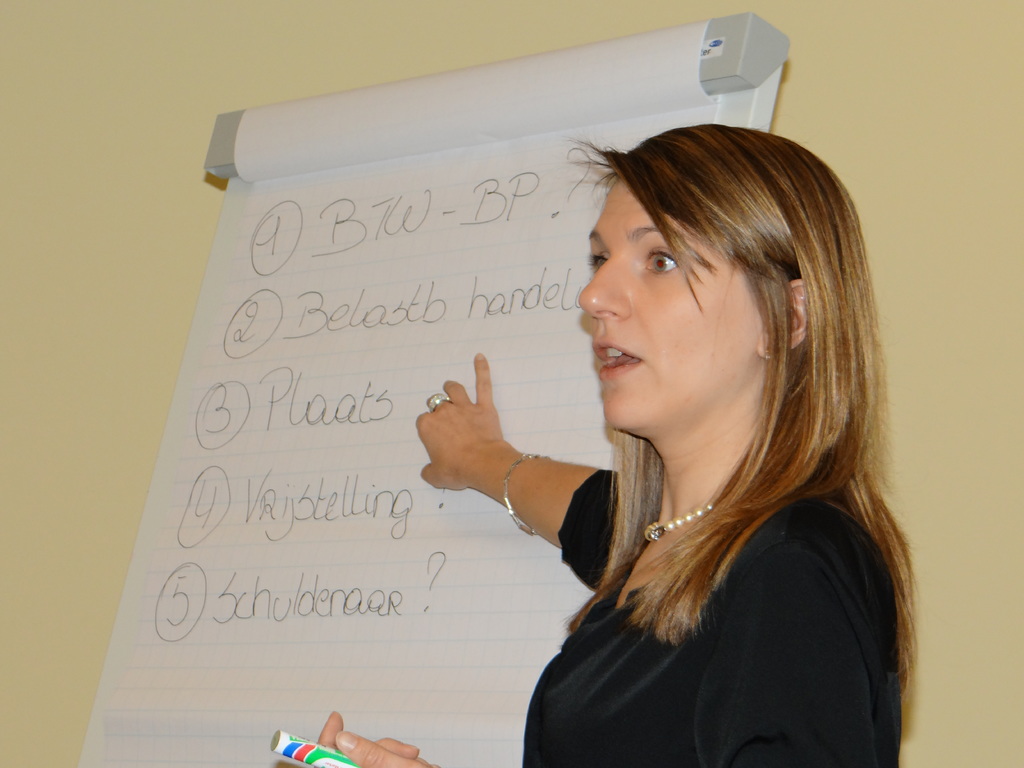 1 BTW - BP ?
2 Belastb handel
3 Plaats
4 Vrijstelling ?
5 Schuldenaar ?